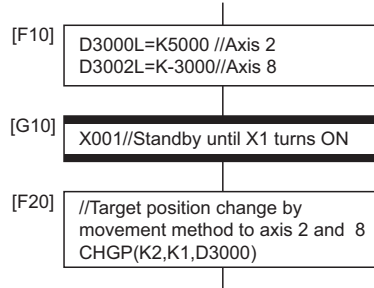 [F10]
D3000L=K5000 //Axis 2
D3002L=K-3000//Axis 8
[G10]
X001//Standby until X1 turns ON
[F20]
//Target position change by
movement method to axis 2 and 8
CHGP(K2,K1,D3000)